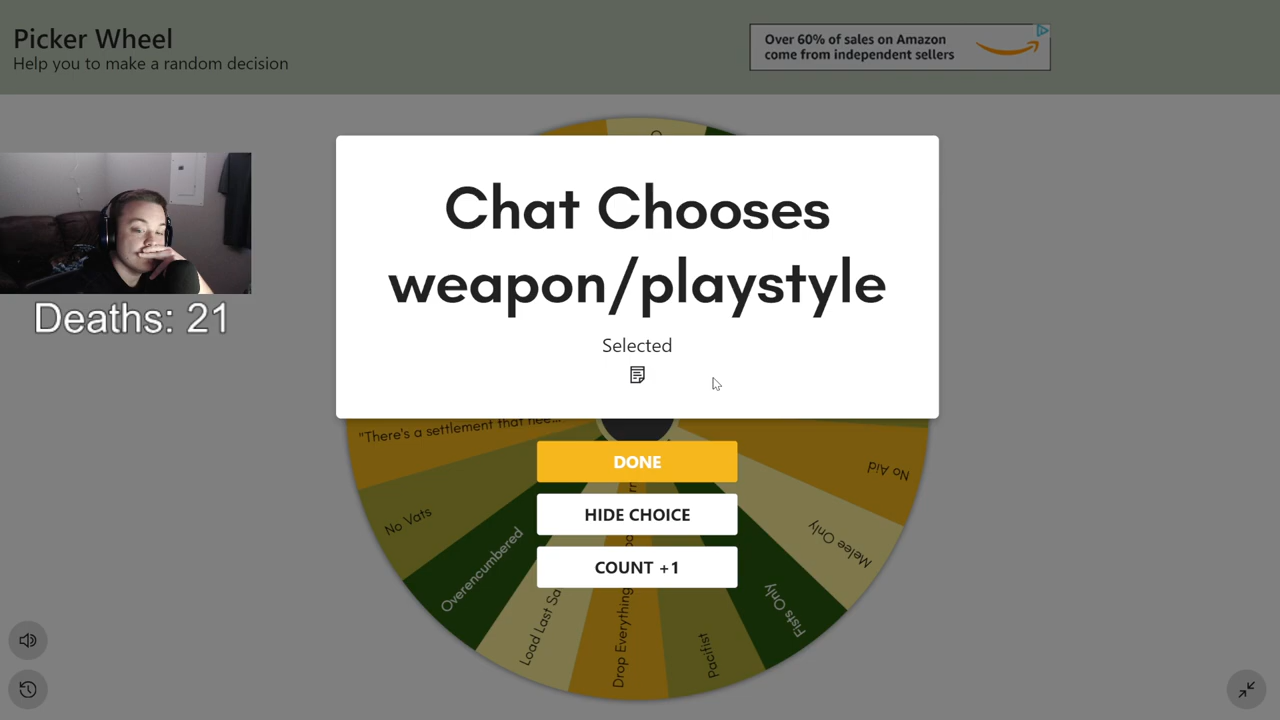 Picker Wheel
Help you to make a random decision
Over 60% of sales on Amazon
come from independent sellers
Deaths: 21
Chat Chooses
weapon/playstyle
Selected
DONE
HIDE CHOICE
COUNT +1
"There's a settlement that nee...
No Vats
Overencumbered
Load Last Sa
Drop Everything
Pacifist
Fists Only
Melee Only
No Aid